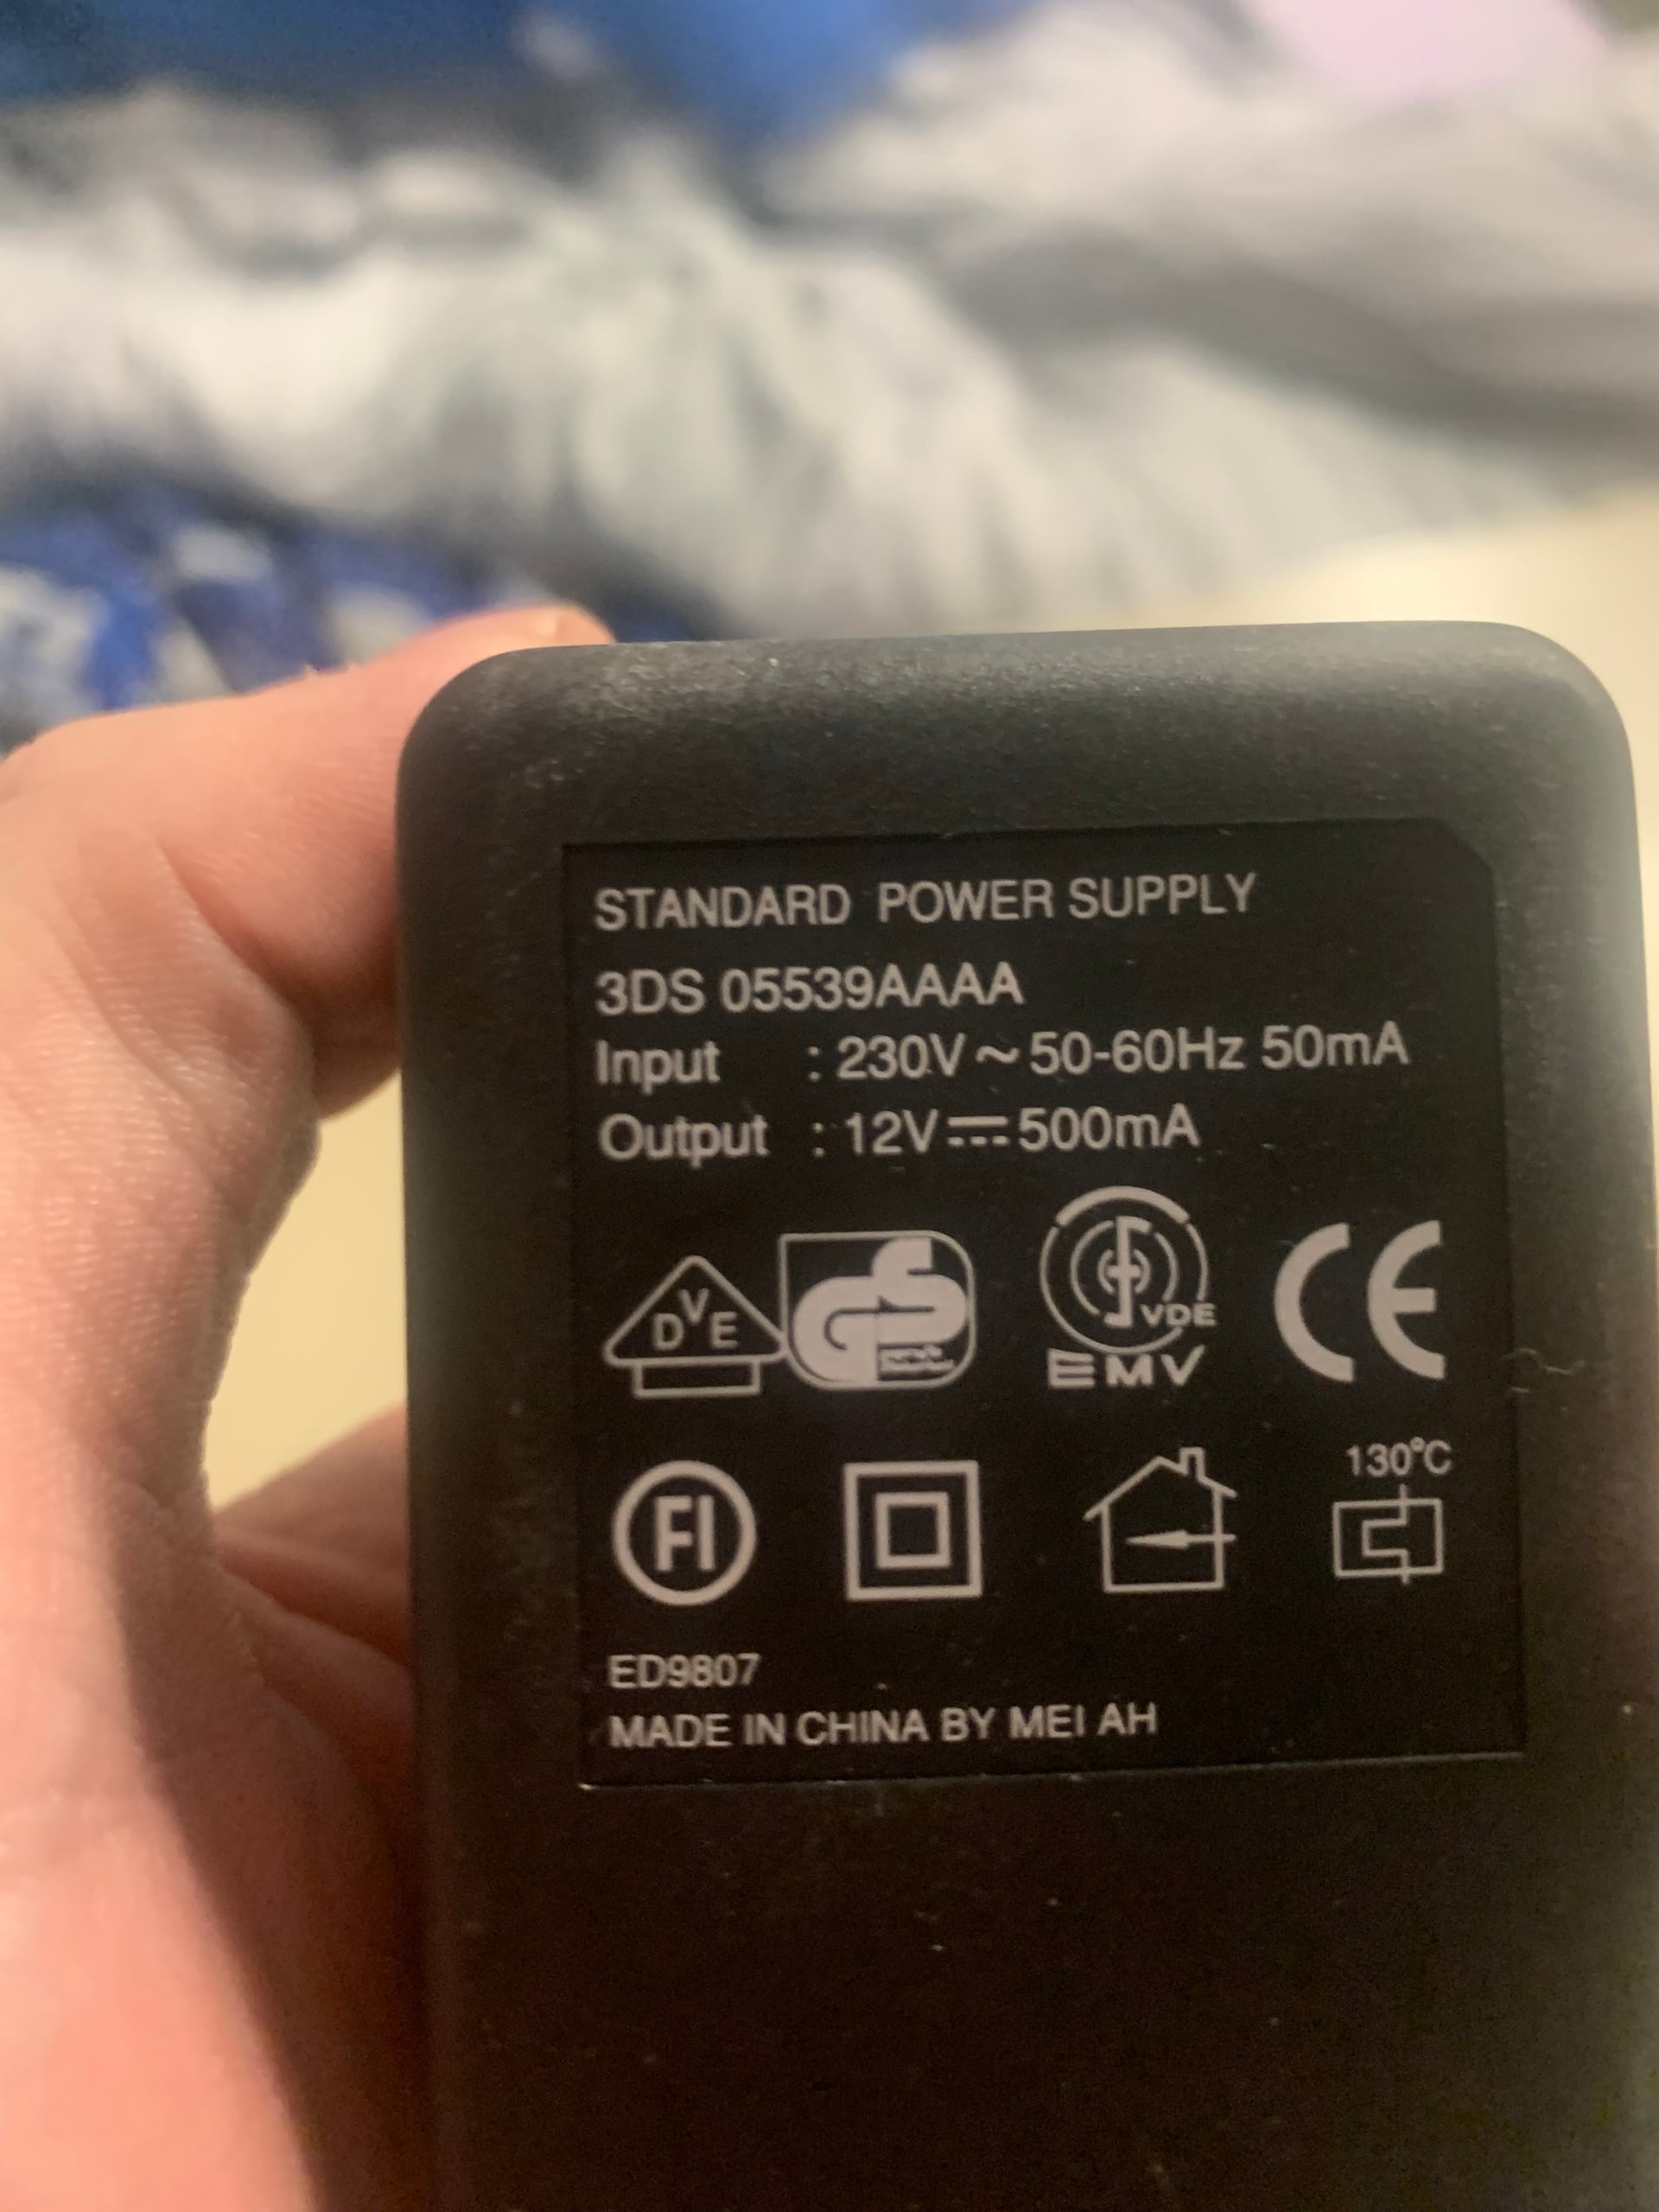 STANDARD POWER SUPPLY
3DS 05539AAAA
Input : 230V ~ 50-60Hz 50mA
Output : 12V ⎓ 500mA
DVE
GS
VDE
EMV
CE
FI
130°C
ED9807
MADE IN CHINA BY MEI AH